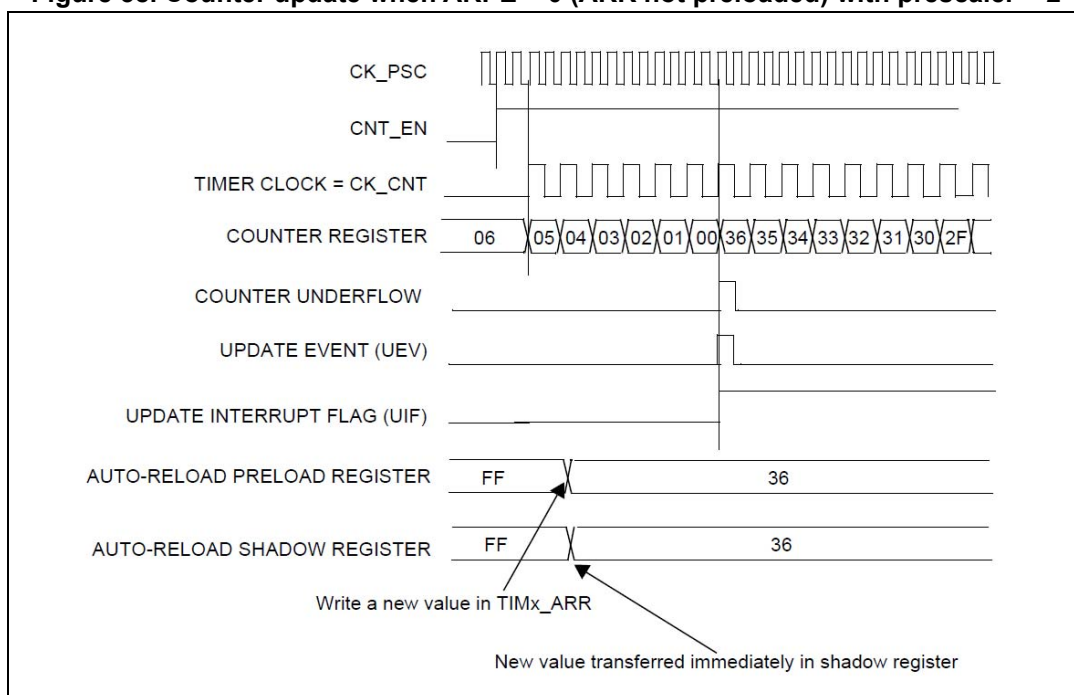 CK_PSC
CNT_EN
TIMER CLOCK = CK_CNT
COUNTER REGISTER 06 05 04 03 02 01 00 36 35 34 33 32 31 30 2F
COUNTER UNDERFLOW
UPDATE EVENT (UEV)
UPDATE INTERRUPT FLAG (UIF)
AUTO-RELOAD PRELOAD REGISTER FF 36
AUTO-RELOAD SHADOW REGISTER FF 36
Write a new value in TIMx_ARR
New value transferred immediately in shadow register